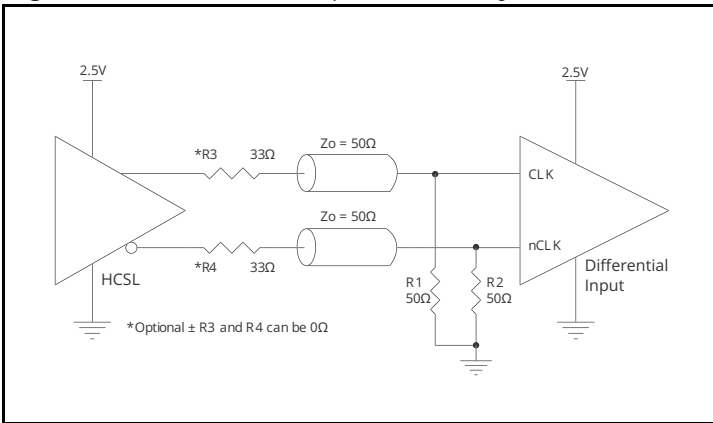 2.5V
2.5V
*R3 33Ω
Zo = 50Ω
CLK
Zo = 50Ω
nCLK
*R4 33Ω
HCSL
R1
50Ω
R2
50Ω
Differential
Input
*Optional ± R3 and R4 can be 0Ω